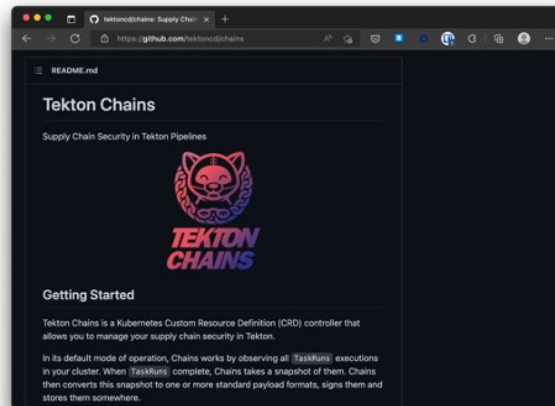 tektoncd/chains: Supply Chain
https://github.com/tektoncd/chains
README.md
Tekton Chains
Supply Chain Security in Tekton Pipelines
TEKTON
CHAINS
Getting Started
Tekton Chains is a Kubernetes Custom Resource Definition (CRD) controller that
allows you to manage your supply chain security in Tekton.
In its default mode of operation, Chains works by observing all TaskRuns executions
in your cluster. When TaskRuns complete, Chains takes a snapshot of them. Chains
then converts this snapshot to one or more standard payload formats, signs them and
stores them somewhere.